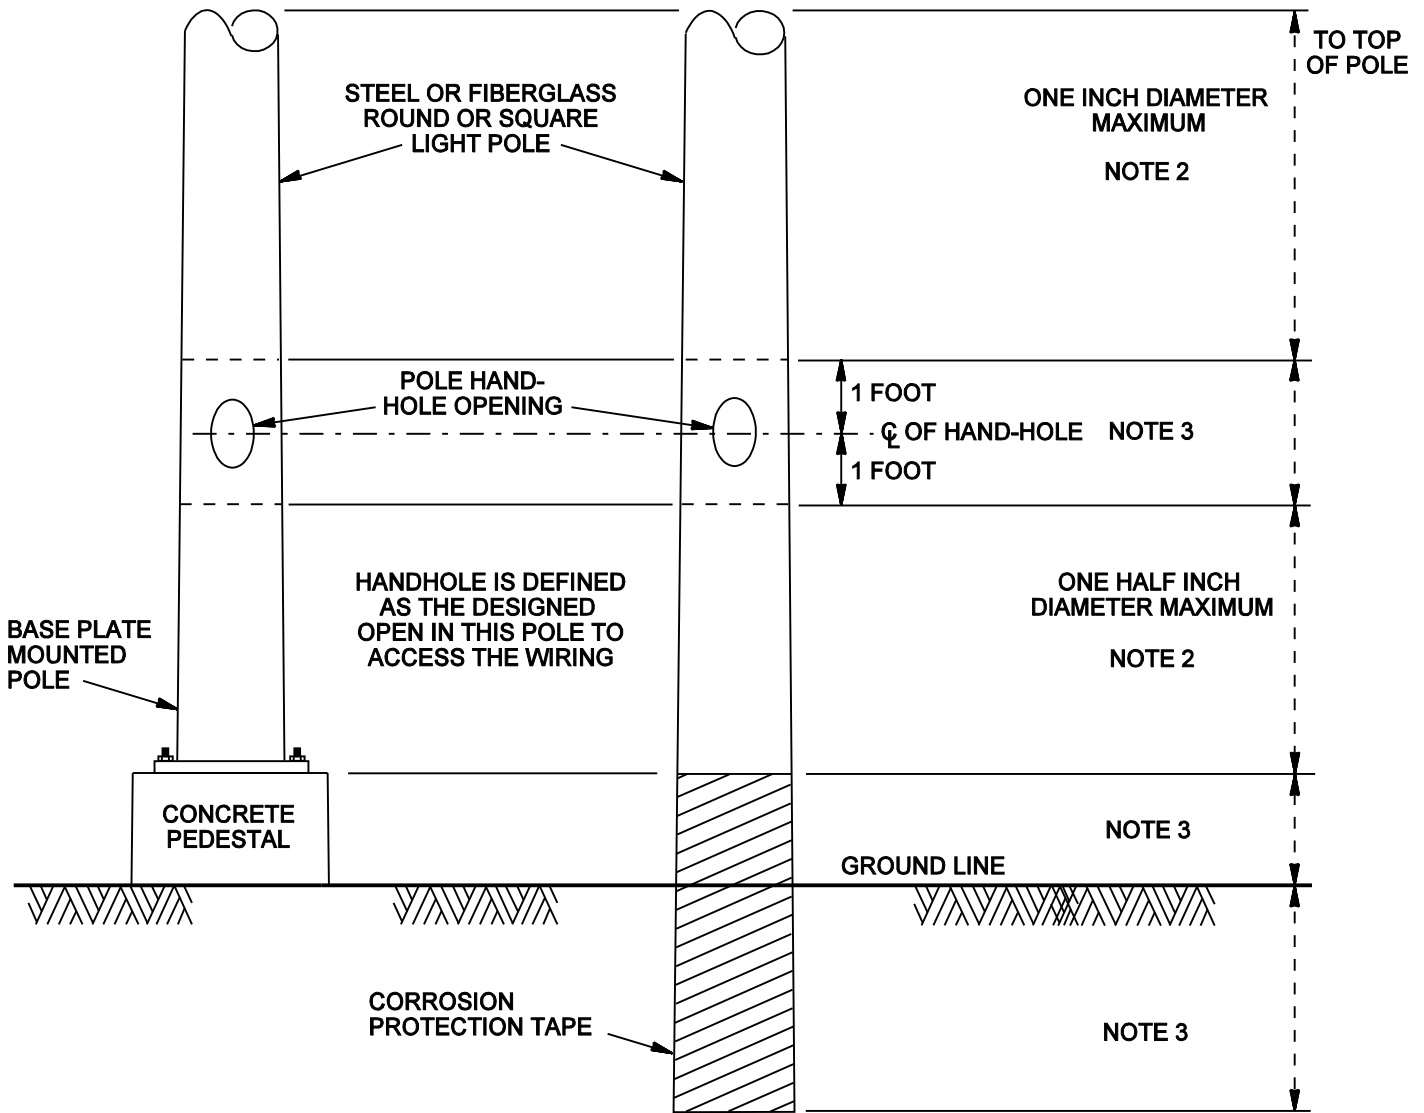 TO TOP
OF POLE
STEEL OR FIBERGLASS
ROUND OR SQUARE
LIGHT POLE
ONE INCH DIAMETER
MAXIMUM
NOTE 2
POLE HAND-
HOLE OPENING
1 FOOT
℄ OF HAND-HOLE
NOTE 3
1 FOOT
HANDHOLE IS DEFINED
AS THE DESIGNED
OPEN IN THIS POLE TO
ACCESS THE WIRING
ONE HALF INCH
DIAMETER MAXIMUM
NOTE 2
BASE PLATE
MOUNTED
POLE
CONCRETE
PEDESTAL
NOTE 3
GROUND LINE
CORROSION
PROTECTION TAPE
NOTE 3